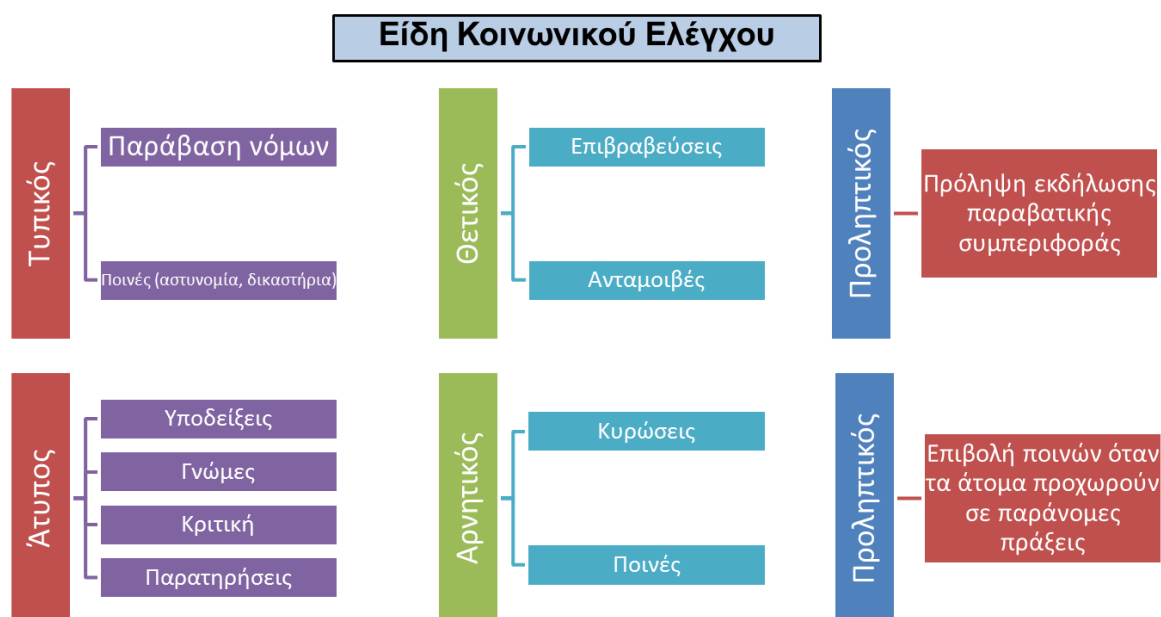 Είδη Κοινωνικού Ελέγχου
Τυπικός
Παράβαση νόμων
Ποινές (αστυνομία, δικαστήρια)
Θετικός
Επιβραβεύσεις
Ανταμοιβές
Προληπτικός
Πρόληψη εκδήλωσης
παραβατικής
συμπεριφοράς
Άτυπος
Υποδείξεις
Γνώμες
Κριτική
Παρατηρήσεις
Αρνητικός
Κυρώσεις
Ποινές
Προληπτικός
Επιβολή ποινών όταν
τα άτομα προχωρούν
σε παράνομες
πράξεις